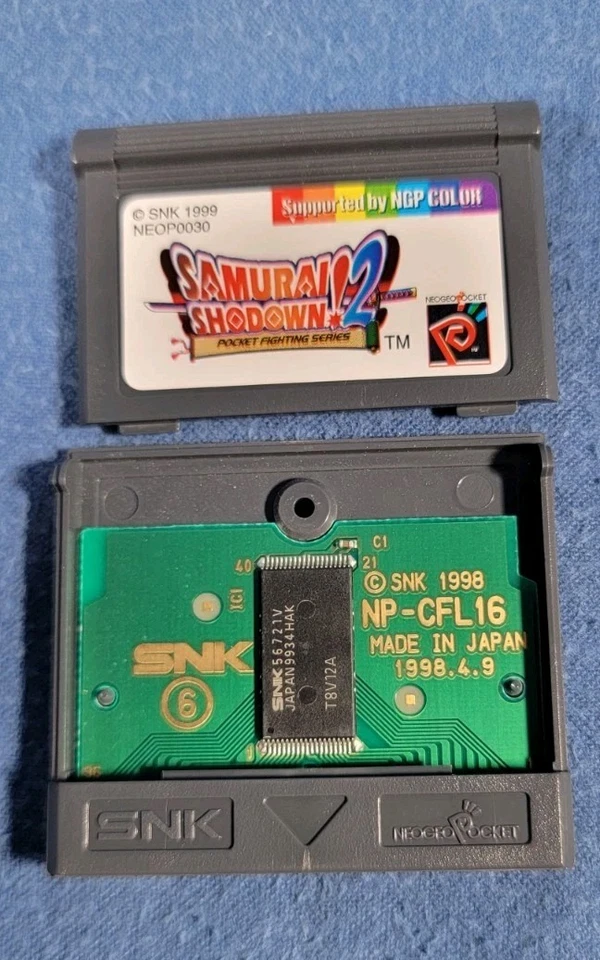 © SNK 1999
NEOP0030
Supported by NGP COLOR
SAMURAI
SHODOWN! 2
POCKET FIGHTING SERIES
TM
NEOGEO POCKET
C1
40
21
IC1
© SNK 1998
NP-CFL16
MADE IN JAPAN
1998.4.9
SNK
6
SNK 56721V
JAPAN 9934HAK
T8V12A
SNK
NEOGEO POCKET